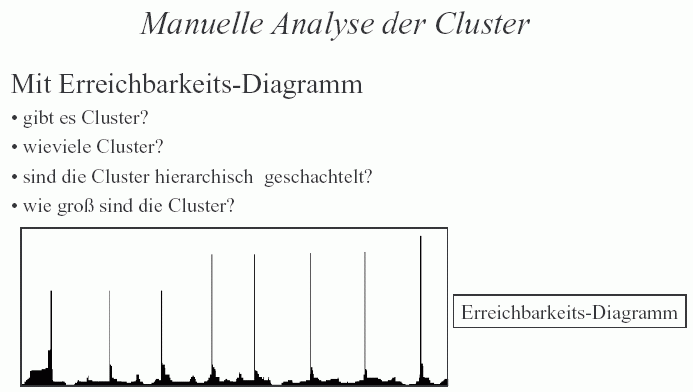 Manuelle Analyse der Cluster
Mit Erreichbarkeits-Diagramm
• gibt es Cluster?
• wieviele Cluster?
• sind die Cluster hierarchisch geschachtelt?
• wie groß sind die Cluster?
Erreichbarkeits-Diagramm